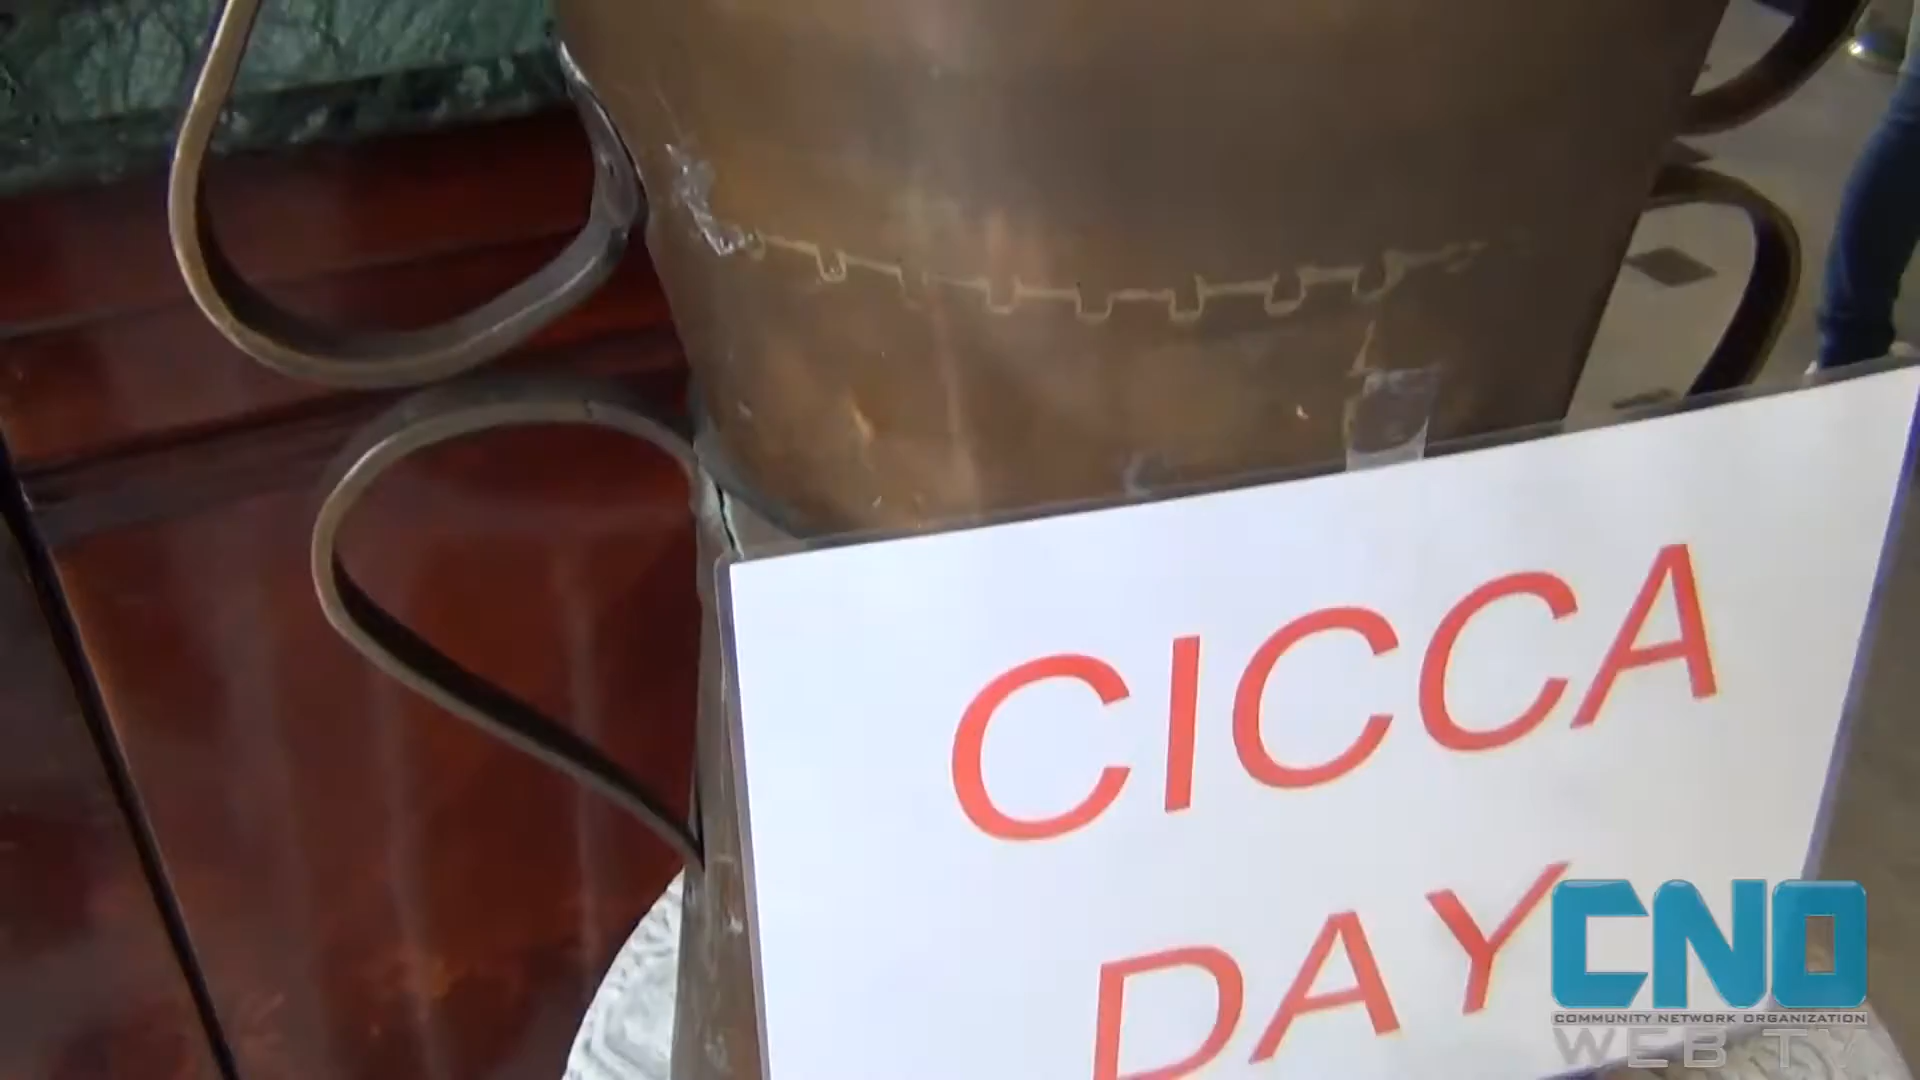 CICCA
DAY
CNO
COMMUNITY NETWORK ORGANIZATION
WEB TV